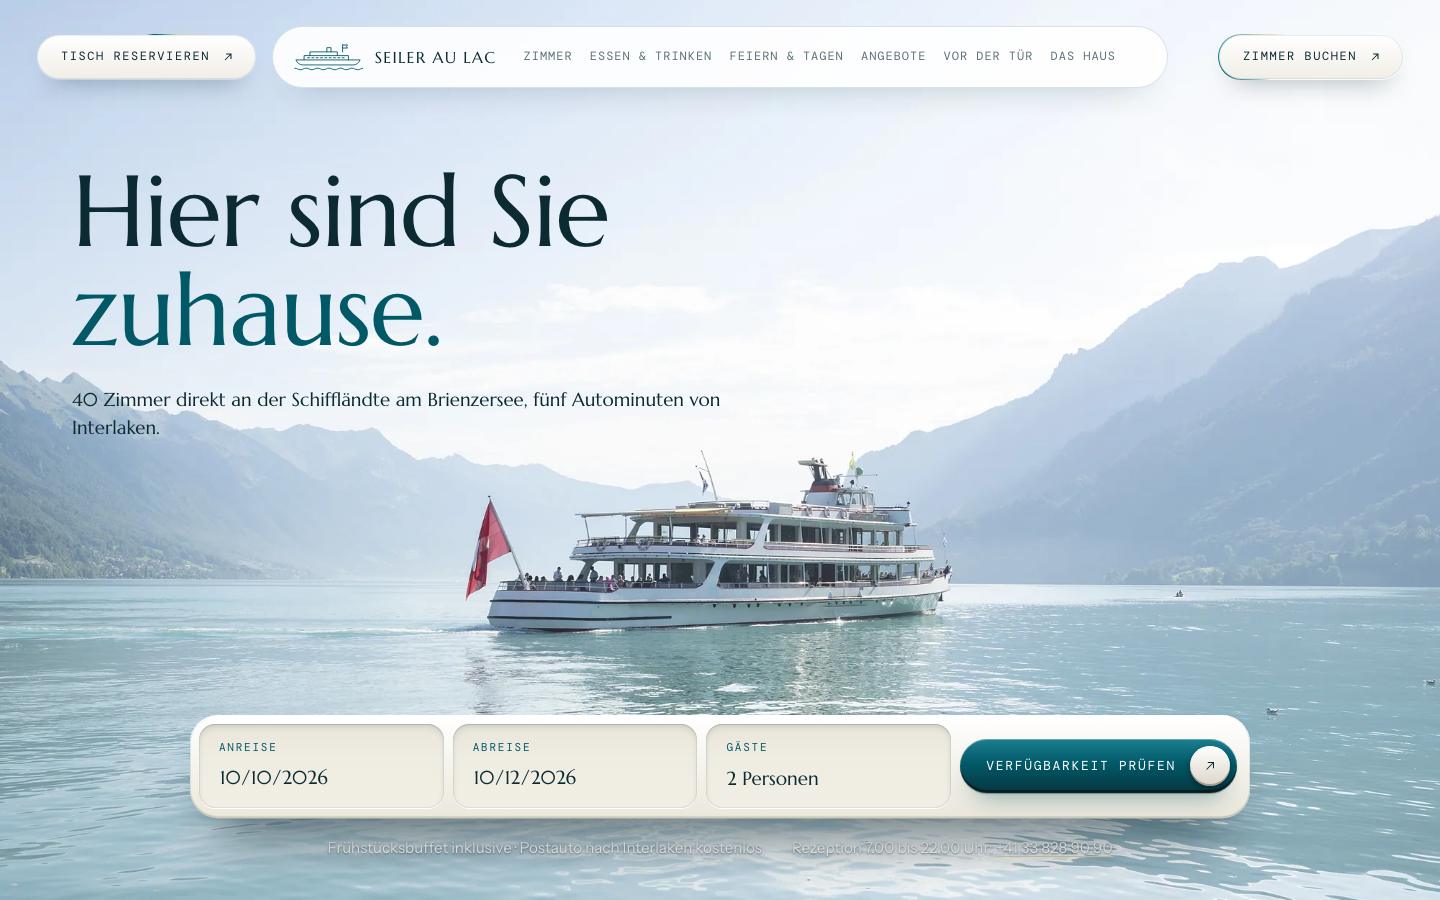 TISCH RESERVIEREN
SEILER AU LAC
ZIMMER
ESSEN & TRINKEN
FEIERN & TAGEN
ANGEBOTE
VOR DER TÜR
DAS HAUS
ZIMMER BUCHEN
Hier sind Sie
zuhause.
40 Zimmer direkt an der Schiffländte am Brienzersee, fünf Autominuten von
Interlaken.
ANREISE
10/10/2026
ABREISE
10/12/2026
GÄSTE
2 Personen
VERFÜGBARKEIT PRÜFEN
Frühstücksbuffet inklusive · Postauto nach Interlaken kostenlos
Rezeption 7.00 bis 22.00 Uhr · +41 33 828 90 90